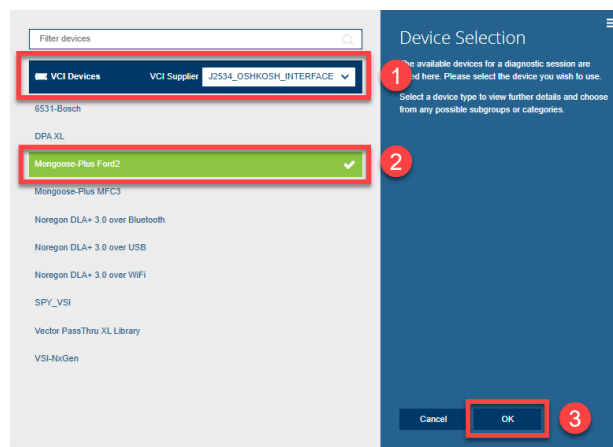 Filter devices
VCI Devices VCI Supplier J2534_OSHKOSH_INTERFACE
6531-Bosch
DPA XL
Mongoose-Plus Ford2
Mongoose-Plus MFC3
Noregon DLA+ 3.0 over Bluetooth
Noregon DLA+ 3.0 over USB
Noregon DLA+ 3.0 over WiFi
SPY_VSI
Vector PassThru XL Library
VSI-NxGen
Device Selection
1
available devices for a diagnostic session are
here. Please select the device you wish to use.
Select a device type to view further details and choose
from any possible subgroups or categories.
2
Cancel
OK
3